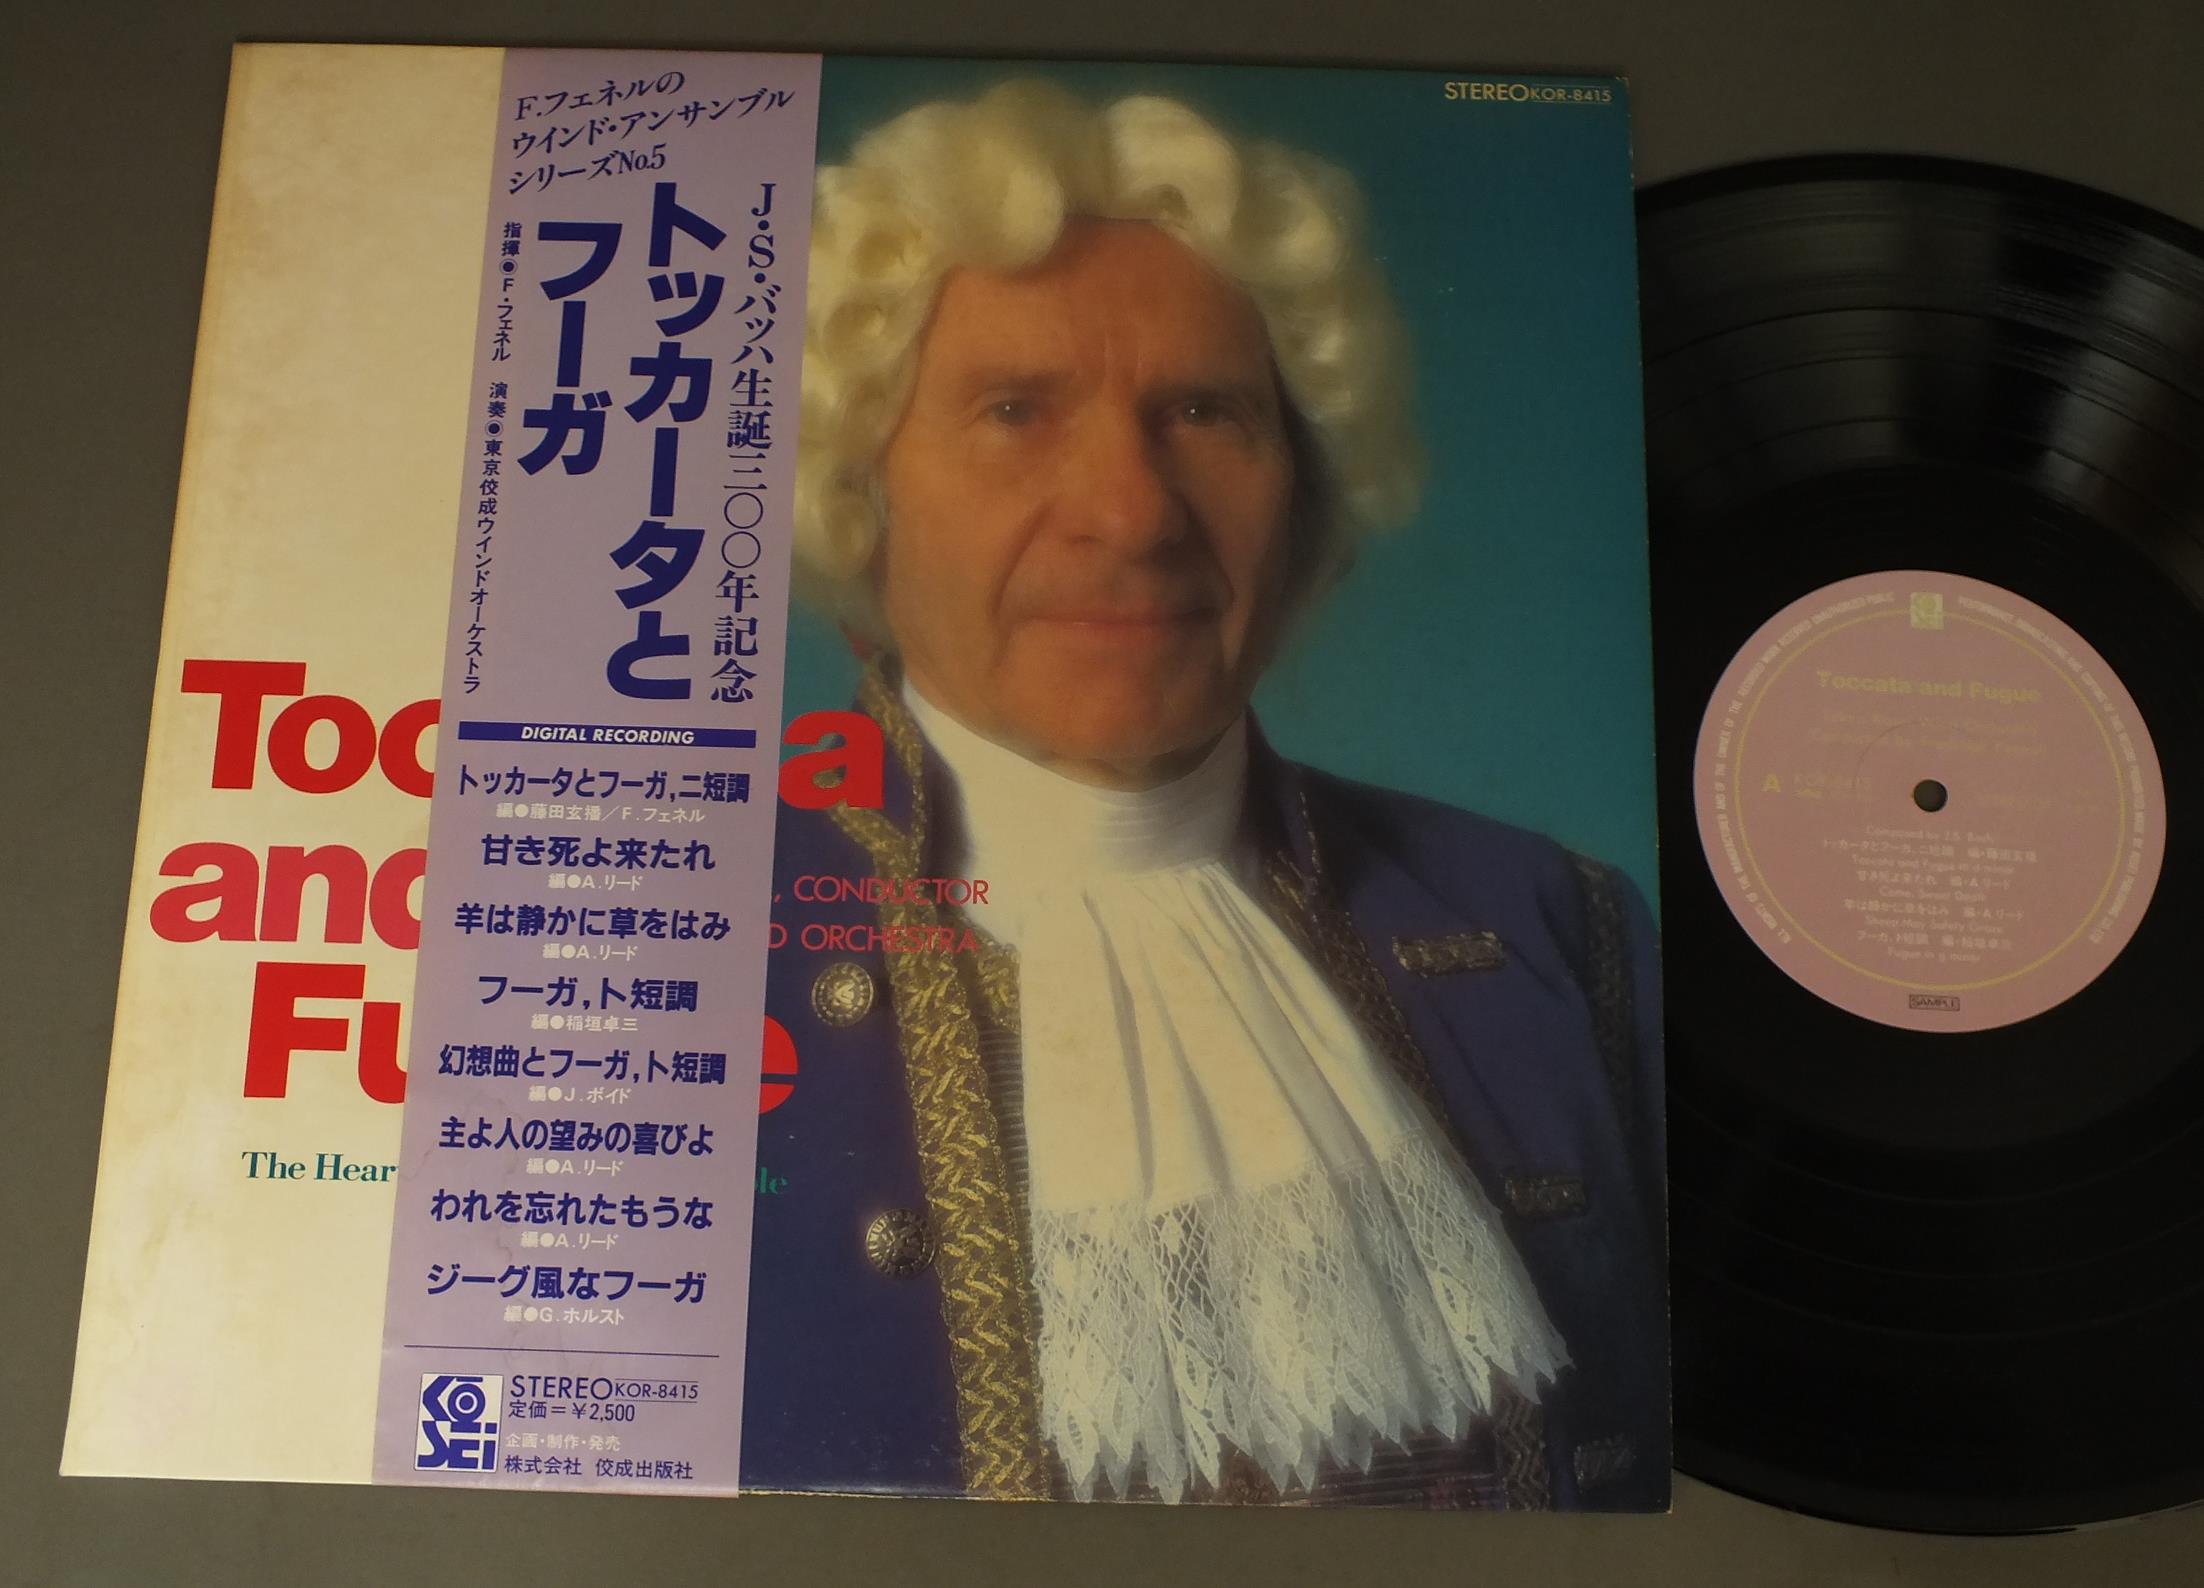 F.フェネルの
ウインド・アンサンブル
シリーズNo.5
J・S・バッハ生誕三〇〇年記念
トッカータと
フーガ
指揮●F・フェネル 演奏●東京佼成ウインドオーケストラ
DIGITAL RECORDING
トッカータとフーガ,ニ短調
編●藤田玄播/F.フェネル
甘き死よ来たれ
編●A.リード
羊は静かに草をはみ
編●A.リード
フーガ,ト短調
編●稲垣卓三
幻想曲とフーガ,ト短調
編●J.ボイド
主よ人の望みの喜びよ
編●A.リード
われを忘れたもうな
編●A.リード
ジーグ風なフーガ
編●G.ホルスト
KŌSEI
STEREO KOR-8415
定価=¥2,500
企画・制作・発売
株式会社 佼成出版社
STEREO KOR-8415
Toc a
and
Fu e
, CONDUCTOR
D ORCHESTRA
The Hear ble
Toccata and Fugue
A
KOR-8415
Composed by J.S. Bach
トッカータとフーガ,ニ短調 編・藤田玄播
Toccata and Fugue in d minor
甘き死よ来たれ 編・A.リード
Come, Sweet Death
羊は静かに草をはみ 編・A.リード
Sheep May Safely Graze
フーガ,ト短調 編・稲垣卓三
Fugue in g minor
SAMPLE